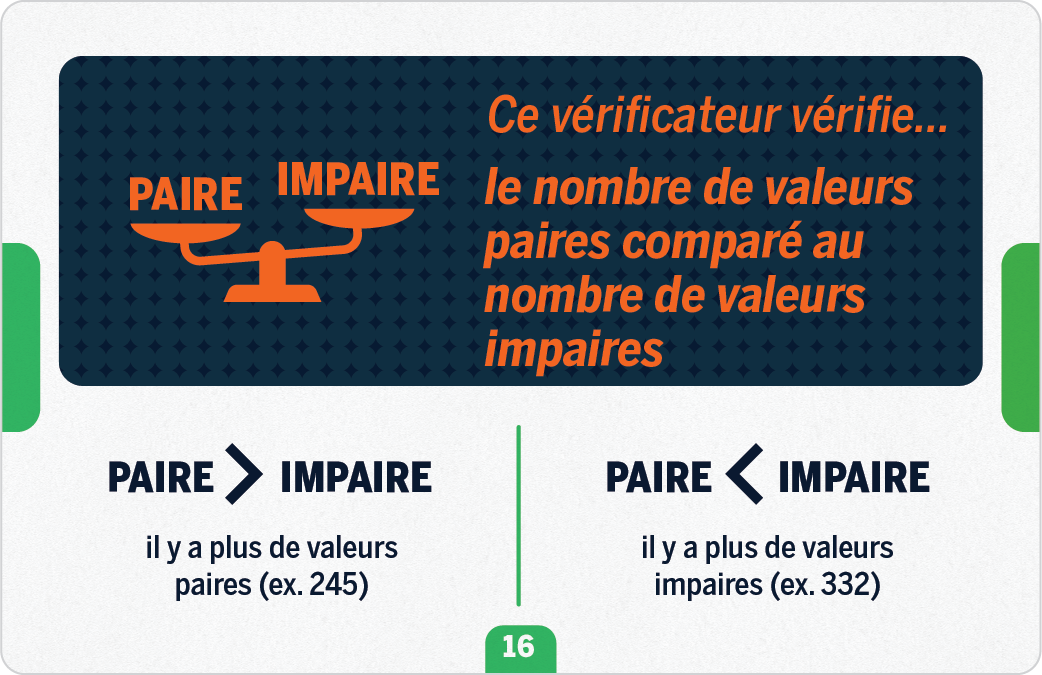 PAIRE IMPAIRE
Ce vérificateur vérifie...
le nombre de valeurs
paires comparé au
nombre de valeurs
impaires
PAIRE > IMPAIRE
il y a plus de valeurs
paires (ex. 245)
PAIRE < IMPAIRE
il y a plus de valeurs
impaires (ex. 332)
16